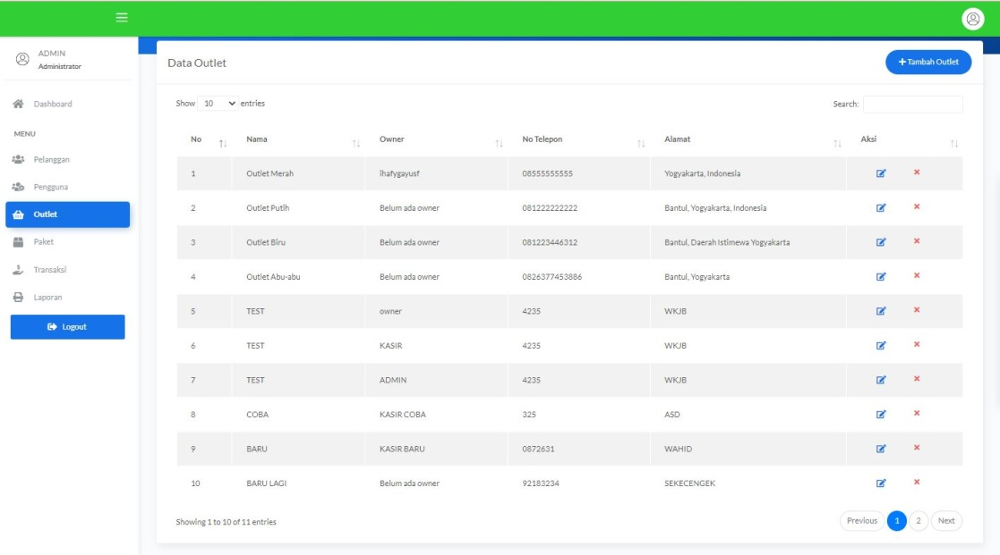 ADMIN
Administrator
Dashboard
MENU
Pelanggan
Pengguna
Outlet
Paket
Transaksi
Laporan
Logout
Data Outlet
+Tambah Outlet
Show 10 entries
Search:
No Nama Owner No Telepon Alamat Aksi
1 Outlet Merah ihafygayusf 08555555555 Yogyakarta, Indonesia
2 Outlet Putih Belum ada owner 081222222222 Bantul, Yogyakarta, Indonesia
3 Outlet Biru Belum ada owner 081223446312 Bantul, Daerah Istimewa Yogyakarta
4 Outlet Abu-abu Belum ada owner 0826377453886 Bantul, Yogyakarta
5 TEST owner 4235 WKJB
6 TEST KASIR 4235 WKJB
7 TEST ADMIN 4235 WKJB
8 COBA KASIR COBA 325 ASD
9 BARU KASIR BARU 0872631 WAHID
10 BARU LAGI Belum ada owner 92183234 SEKECENGEK
Showing 1 to 10 of 11 entries
Previous 1 2 Next